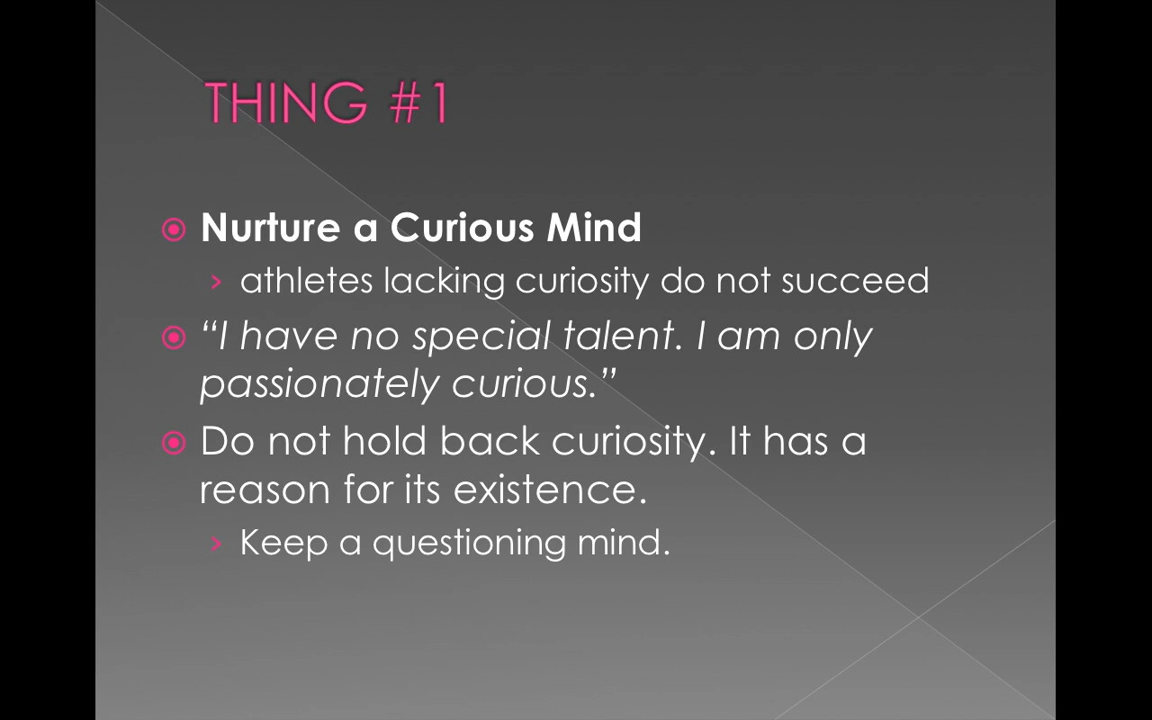 THING #1
Nurture a Curious Mind
athletes lacking curiosity do not succeed
“I have no special talent. I am only
passionately curious.”
Do not hold back curiosity. It has a
reason for its existence.
Keep a questioning mind.